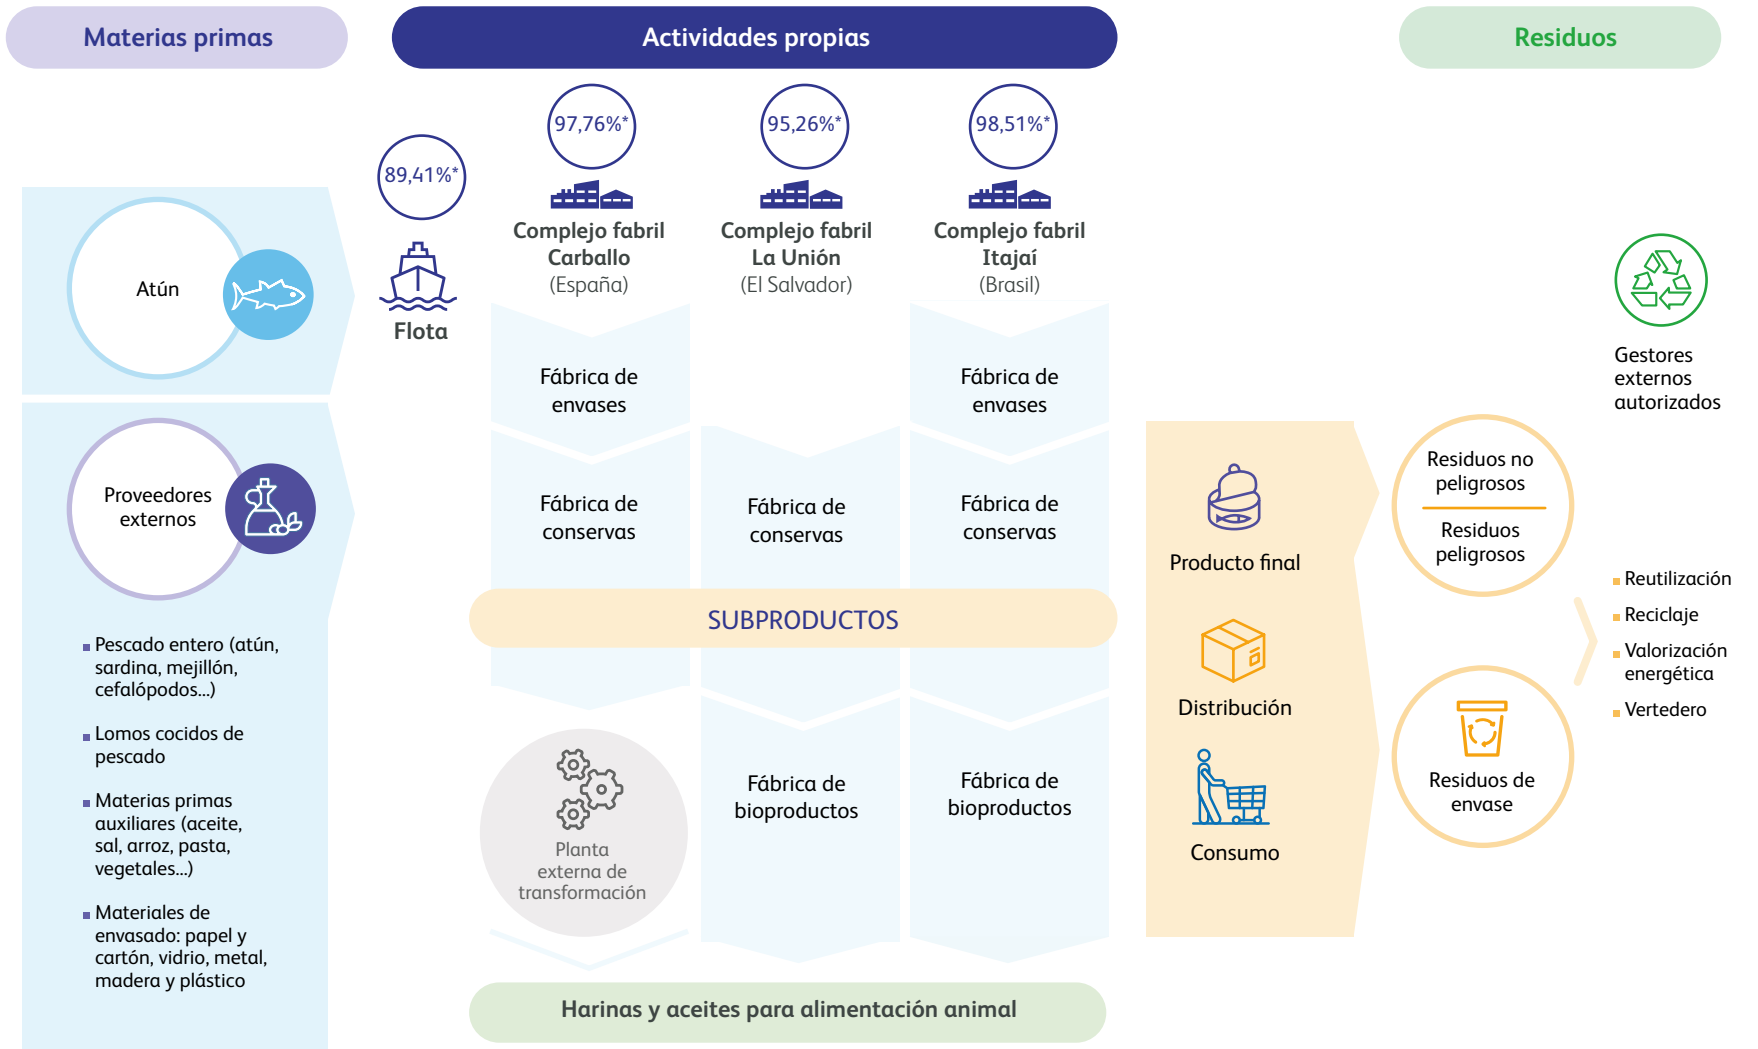 Materias primas
Actividades propias
Residuos
Atún
Proveedores
externos
Pescado entero (atún,
sardina, mejillón,
cefalópodos...)
Lomos cocidos de
pescado
Materias primas
auxiliares (aceite,
sal, arroz, pasta,
vegetales...)
Materiales de
envasado: papel y
cartón, vidrio, metal,
madera y plástico
89,41%*
Flota
97,76%*
Complejo fabril
Carballo
(España)
Fábrica de
envases
Fábrica de
conservas
95,26%*
Complejo fabril
La Unión
(El Salvador)
Fábrica de
conservas
98,51%*
Complejo fabril
Itajaí
(Brasil)
Fábrica de
envases
Fábrica de
conservas
SUBPRODUCTOS
Planta
externa de
transformación
Fábrica de
bioproductos
Fábrica de
bioproductos
Harinas y aceites para alimentación animal
Producto final
Distribución
Consumo
Residuos no
peligrosos
Residuos
peligrosos
Residuos de
envase
Gestores
externos
autorizados
Reutilización
Reciclaje
Valorización
energética
Vertedero